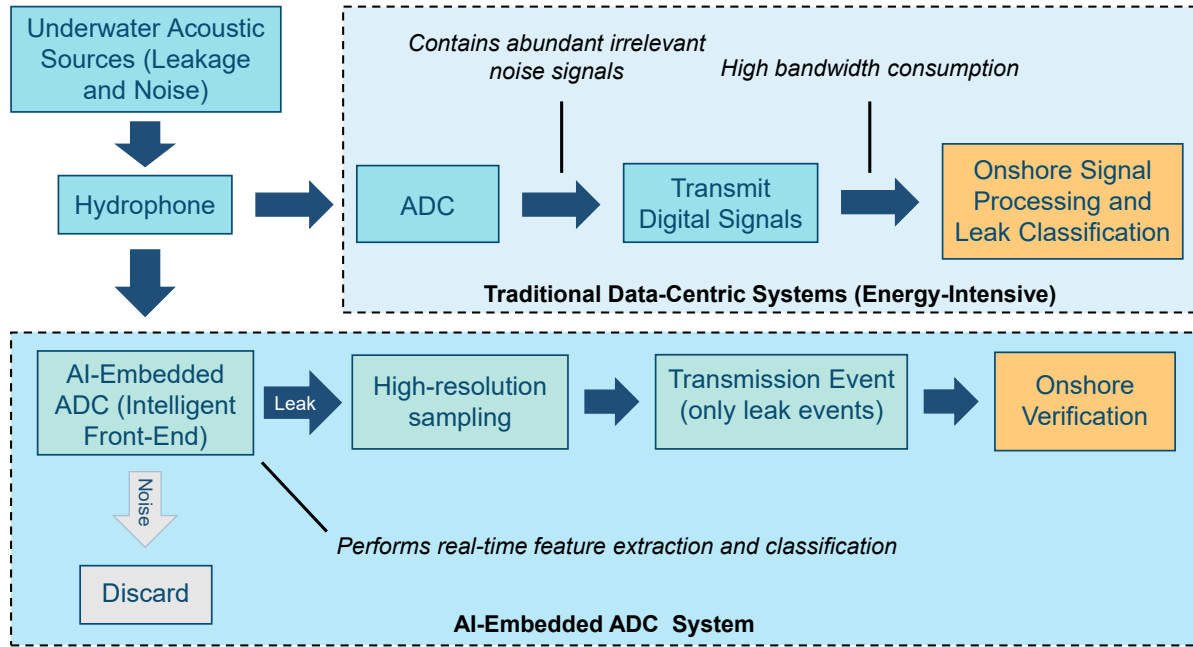 Underwater Acoustic
Sources (Leakage
and Noise)
Hydrophone
Contains abundant irrelevant
noise signals
High bandwidth consumption
ADC
Transmit
Digital Signals
Onshore Signal
Processing and
Leak Classification
Traditional Data-Centric Systems (Energy-Intensive)
AI-Embedded
ADC (Intelligent
Front-End)
Leak
High-resolution
sampling
Transmission Event
(only leak events)
Onshore
Verification
Noise
Discard
Performs real-time feature extraction and classification
AI-Embedded ADC System